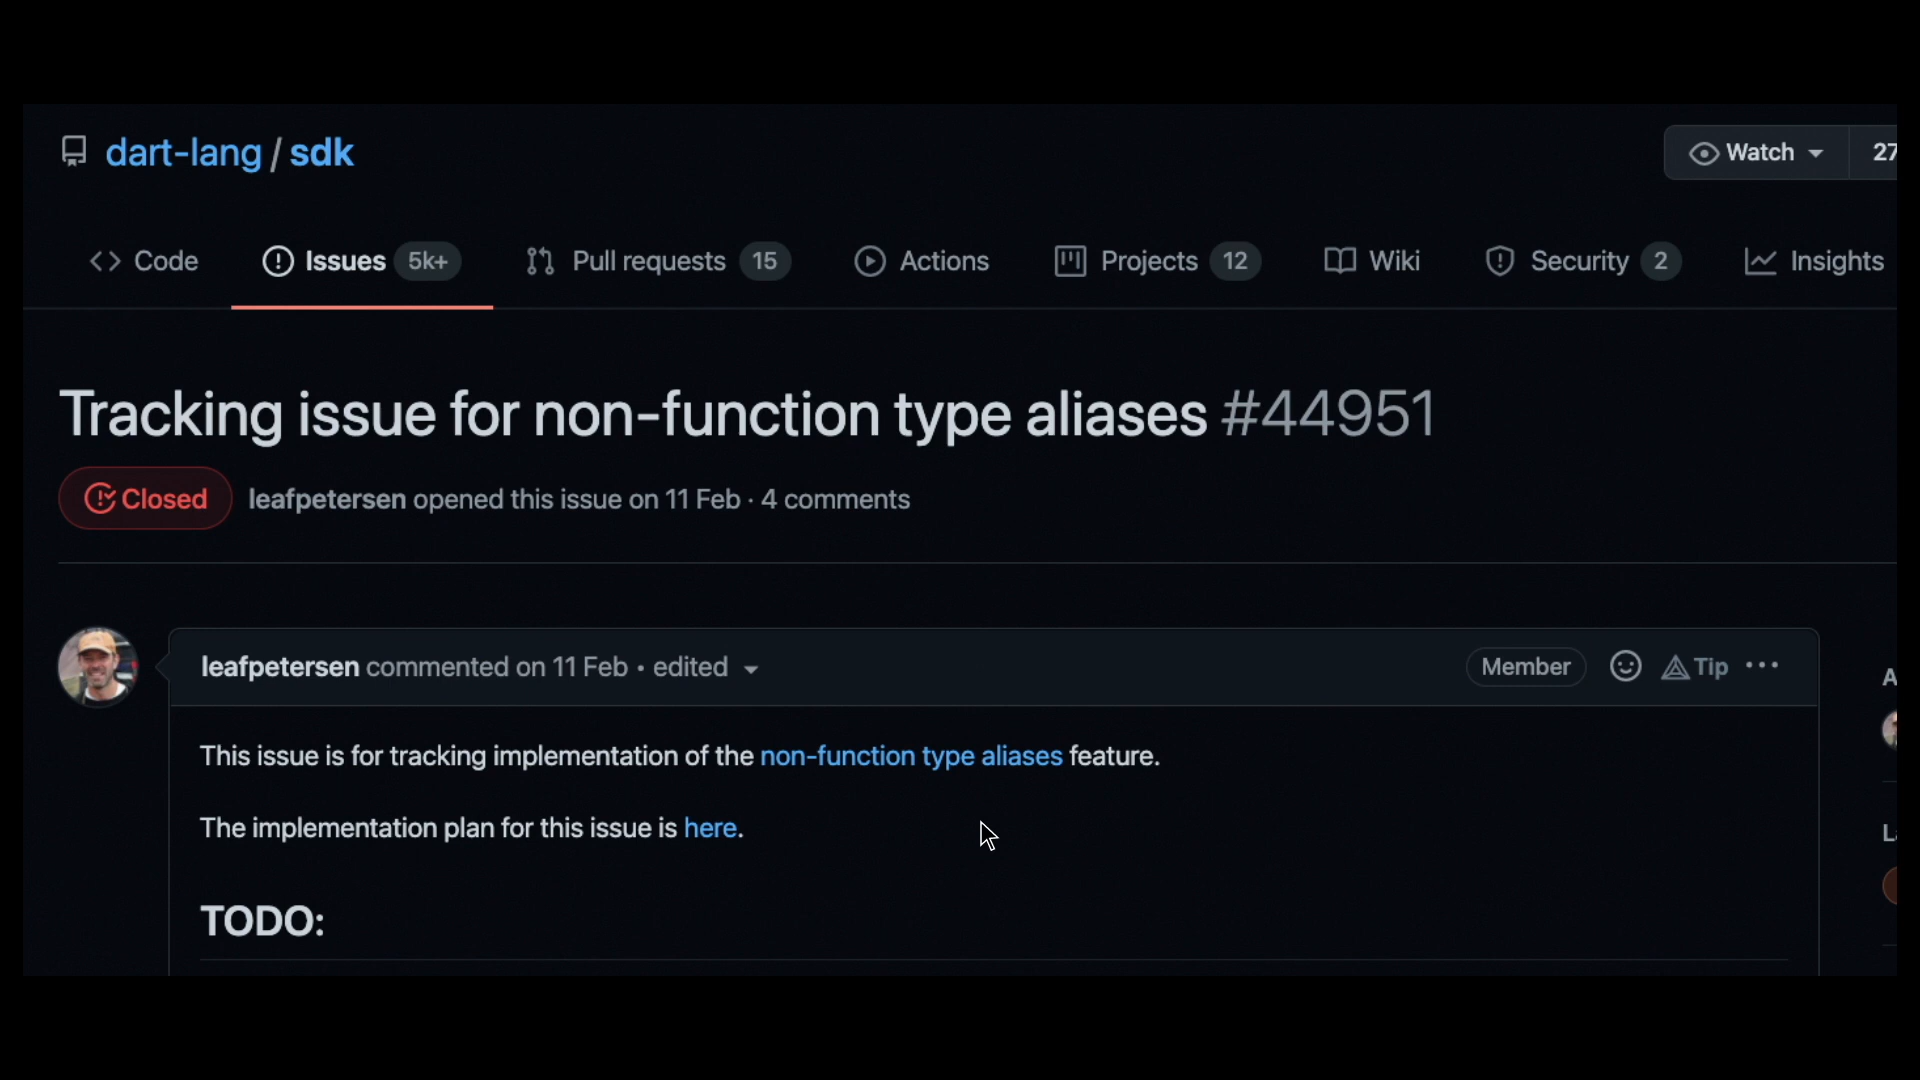 dart-lang / sdk
Watch 27
Code Issues 5k+ Pull requests 15 Actions Projects 12 Wiki Security 2 Insights
Tracking issue for non-function type aliases #44951
Closed leafpetersen opened this issue on 11 Feb · 4 comments
leafpetersen commented on 11 Feb • edited Member Tip
This issue is for tracking implementation of the non-function type aliases feature.
The implementation plan for this issue is here.
TODO: